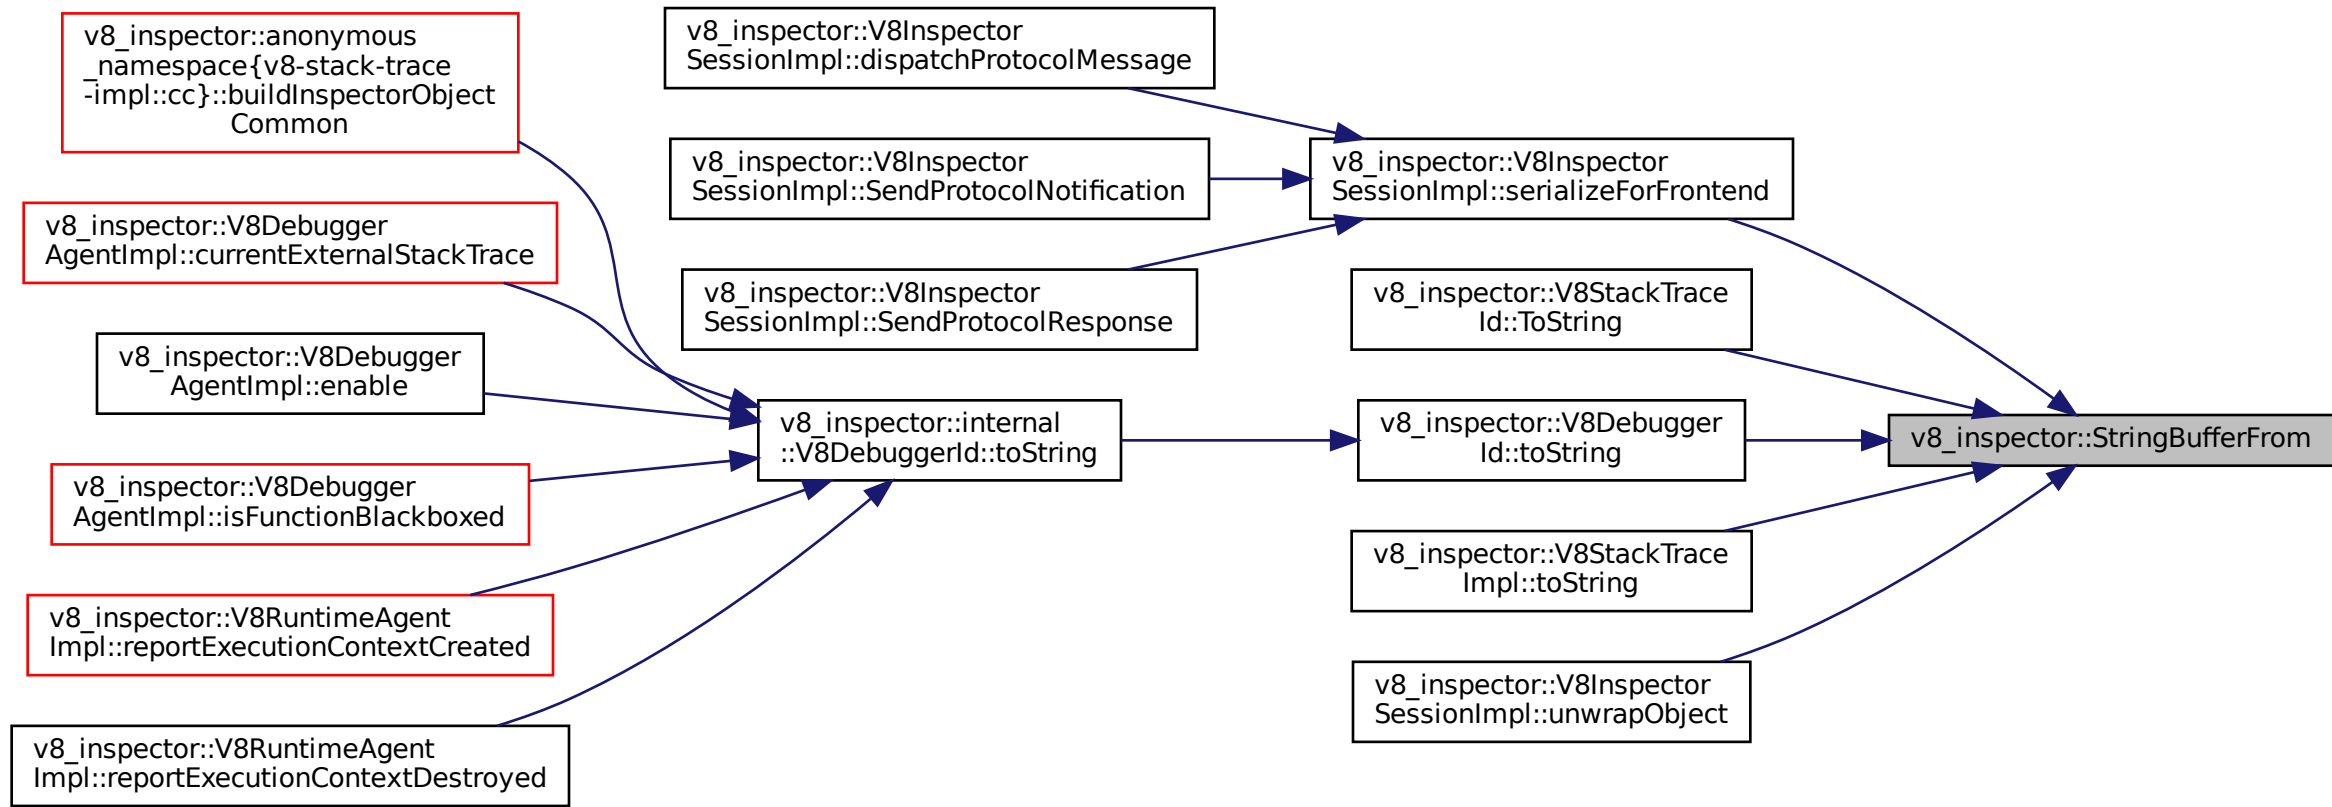 v8_inspector::anonymous
_namespace{v8-stack-trace
-impl::cc}::buildInspectorObject
Common
v8_inspector::V8Debugger
AgentImpl::currentExternalStackTrace
v8_inspector::V8Debugger
AgentImpl::enable
v8_inspector::V8Debugger
AgentImpl::isFunctionBlackboxed
v8_inspector::V8RuntimeAgent
Impl::reportExecutionContextCreated
v8_inspector::V8RuntimeAgent
Impl::reportExecutionContextDestroyed
v8_inspector::V8Inspector
SessionImpl::dispatchProtocolMessage
v8_inspector::V8Inspector
SessionImpl::SendProtocolNotification
v8_inspector::V8Inspector
SessionImpl::SendProtocolResponse
v8_inspector::internal
::V8DebuggerId::toString
v8_inspector::V8Inspector
SessionImpl::serializeForFrontend
v8_inspector::V8StackTrace
Id::ToString
v8_inspector::V8Debugger
Id::toString
v8_inspector::V8StackTrace
Impl::toString
v8_inspector::V8Inspector
SessionImpl::unwrapObject
v8_inspector::StringBufferFrom